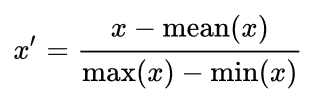 x′ = (x − mean(x)) / (max(x) − min(x))